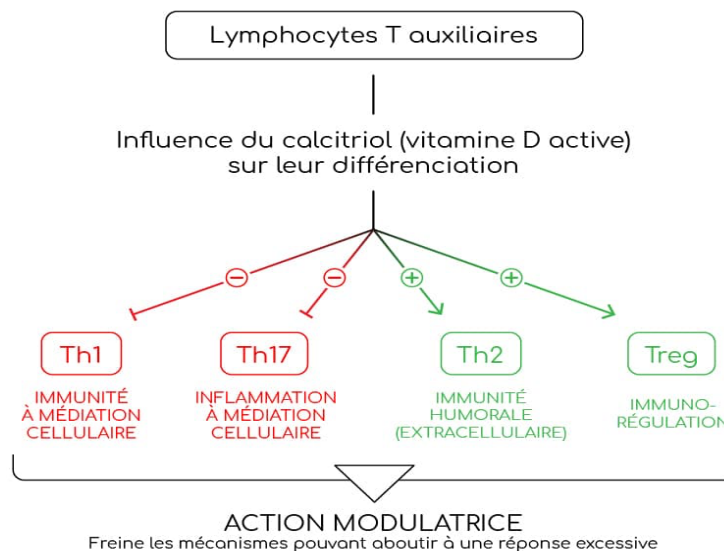 Lymphocytes T auxiliaires
Influence du calcitriol (vitamine D active)
sur leur différenciation
− − + +
Th1 Th17 Th2 Treg
IMMUNITÉ
À MÉDIATION
CELLULAIRE
INFLAMMATION
À MÉDIATION
CELLULAIRE
IMMUNITÉ
HUMORALE
(EXTRACELLULAIRE)
IMMUNO-
RÉGULATION
ACTION MODULATRICE
Freine les mécanismes pouvant aboutir à une réponse excessive